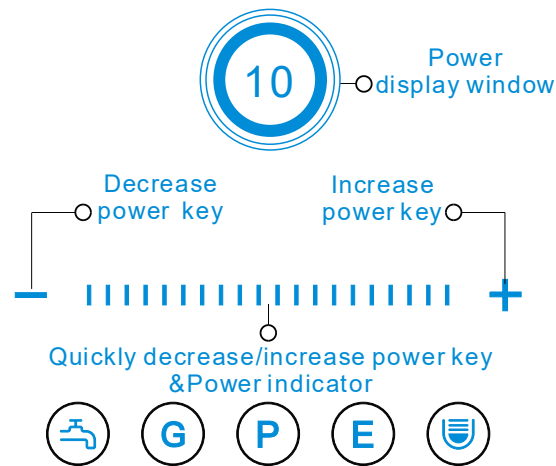 10
Power
display window
Decrease
power key
Increase
power key
Quickly decrease/increase power key
&Power indicator
G P E